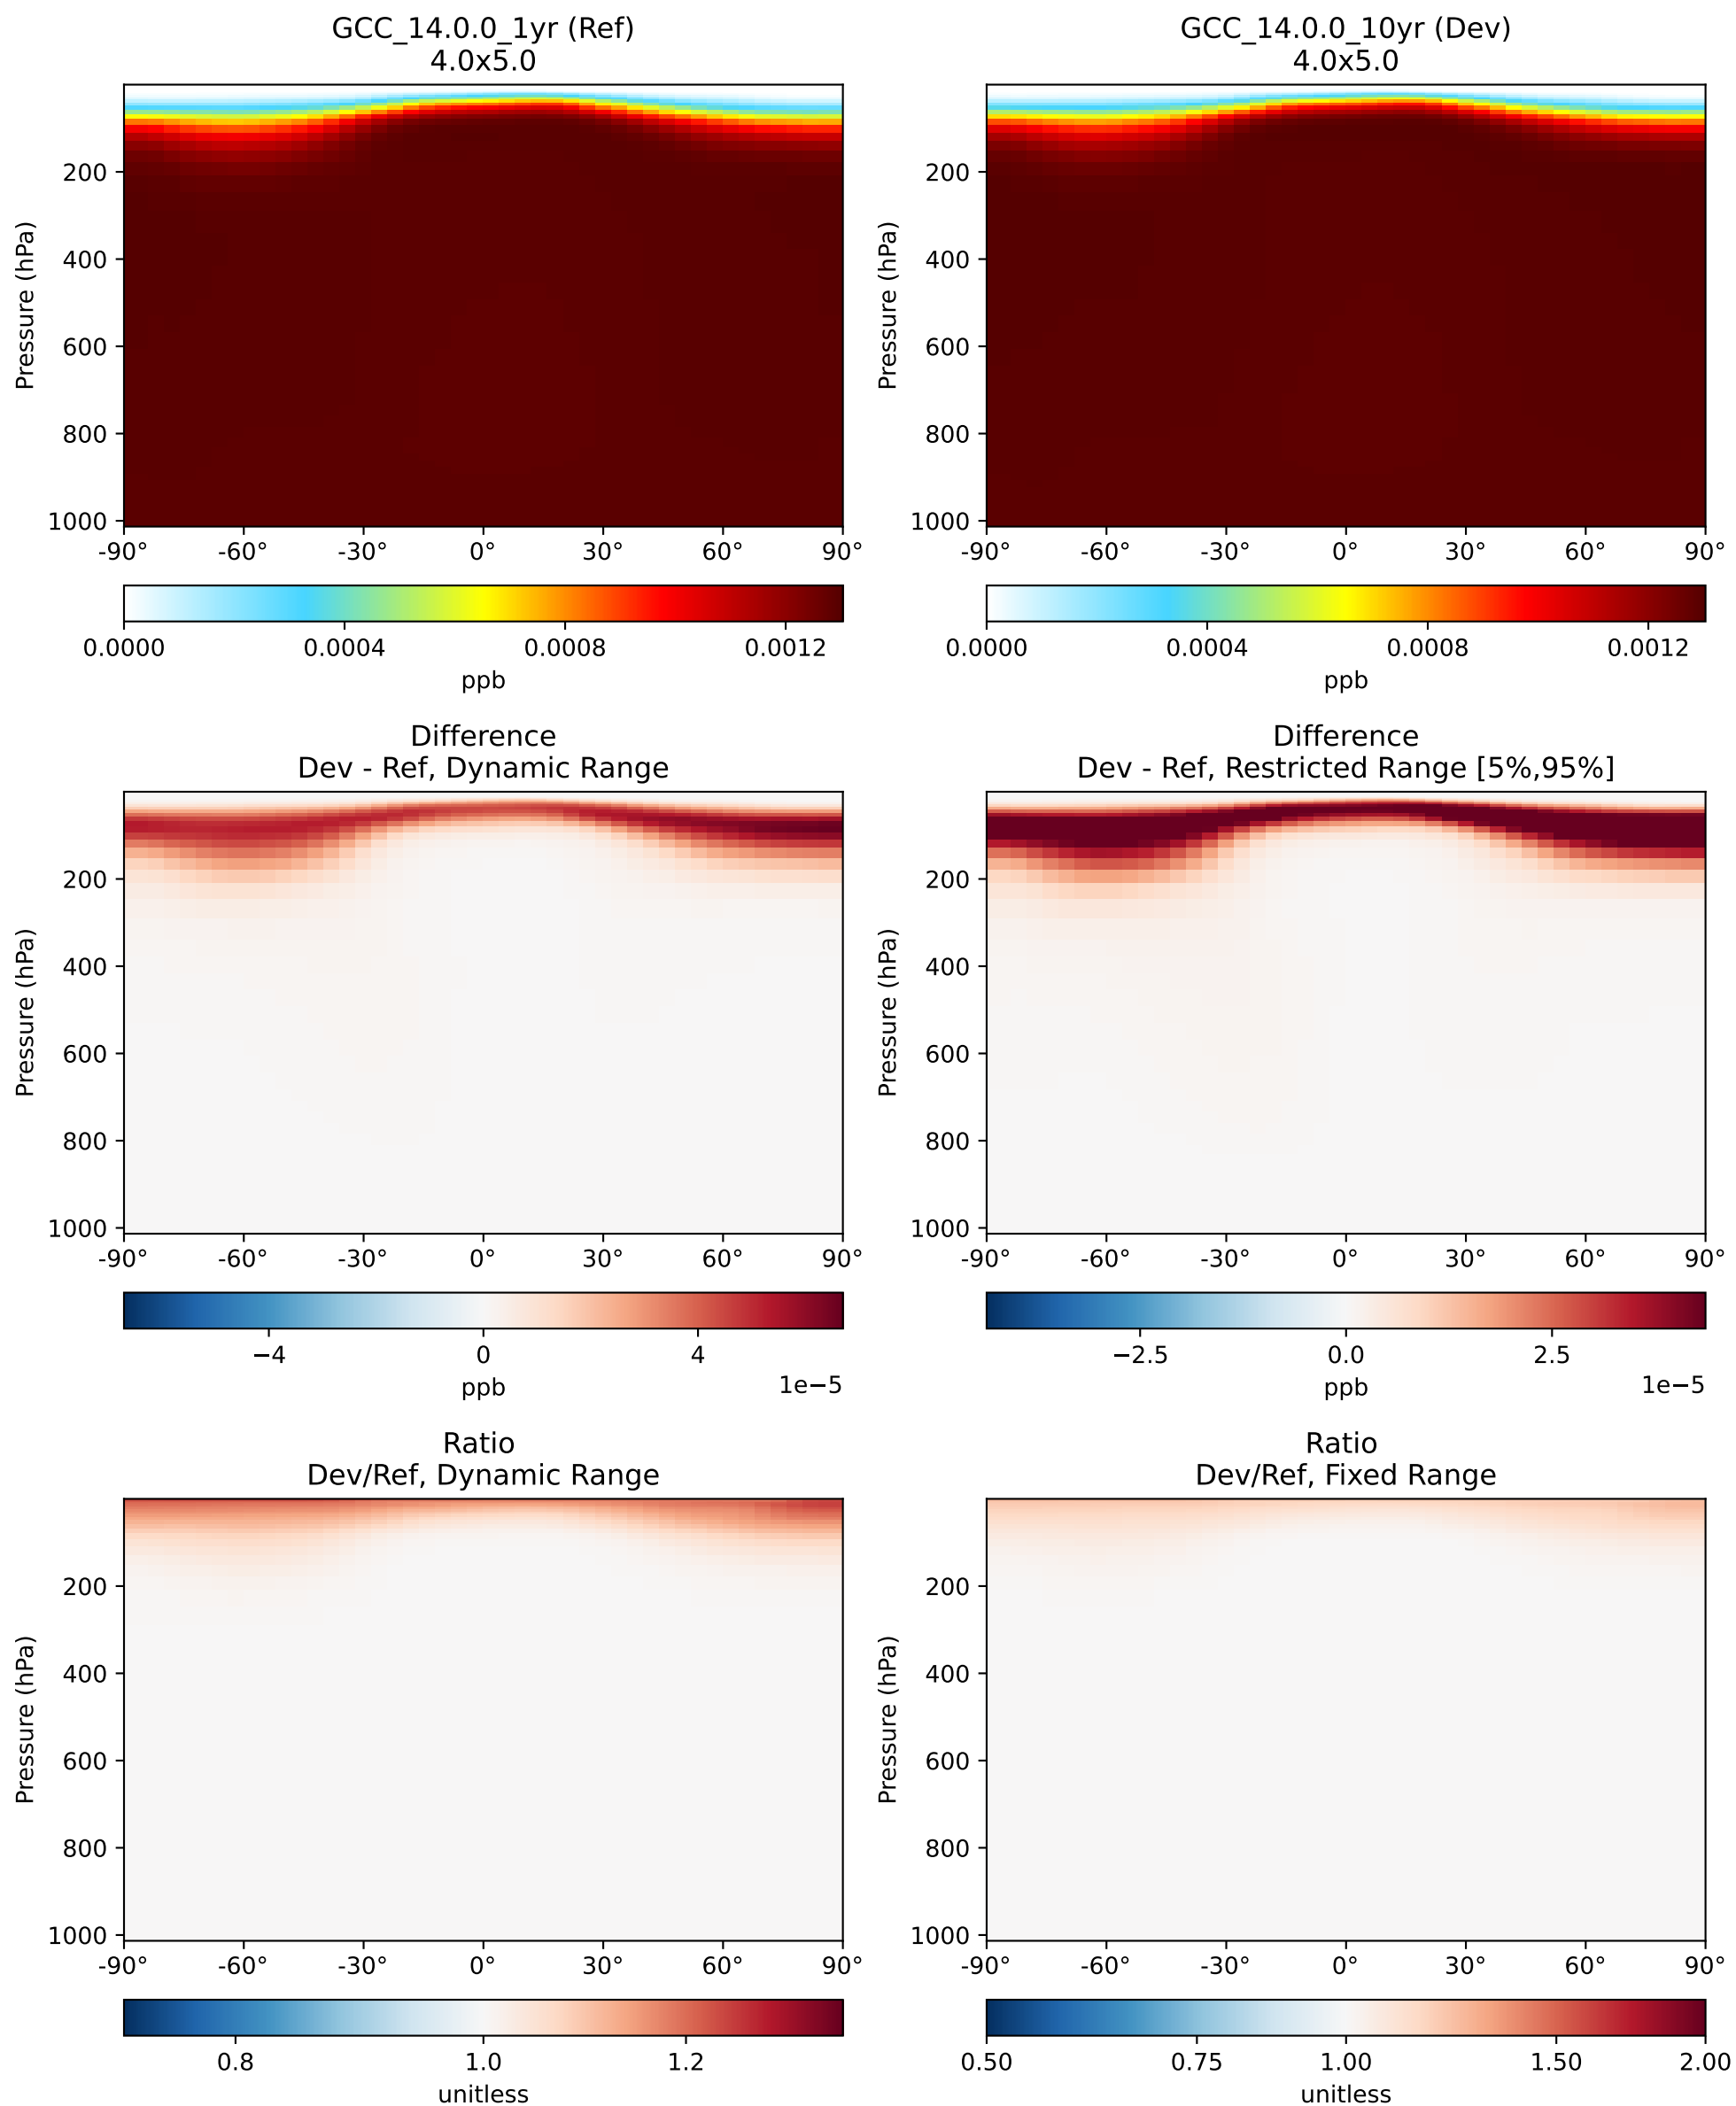 GCC_14.0.0_1yr (Ref)
4.0x5.0
Pressure (hPa)
200
400
600
800
1000
-90° -60° -30° 0° 30° 60° 90°
0.0000 0.0004 0.0008 0.0012
ppb
GCC_14.0.0_10yr (Dev)
4.0x5.0
Pressure (hPa)
200
400
600
800
1000
-90° -60° -30° 0° 30° 60° 90°
0.0000 0.0004 0.0008 0.0012
ppb
Difference
Dev - Ref, Dynamic Range
Pressure (hPa)
200
400
600
800
1000
-90° -60° -30° 0° 30° 60° 90°
−4 0 4
1e−5
ppb
Difference
Dev - Ref, Restricted Range [5%,95%]
Pressure (hPa)
200
400
600
800
1000
-90° -60° -30° 0° 30° 60° 90°
−2.5 0.0 2.5
1e−5
ppb
Ratio
Dev/Ref, Dynamic Range
Pressure (hPa)
200
400
600
800
1000
-90° -60° -30° 0° 30° 60° 90°
0.8 1.0 1.2
unitless
Ratio
Dev/Ref, Fixed Range
Pressure (hPa)
200
400
600
800
1000
-90° -60° -30° 0° 30° 60° 90°
0.50 0.75 1.00 1.50 2.00
unitless